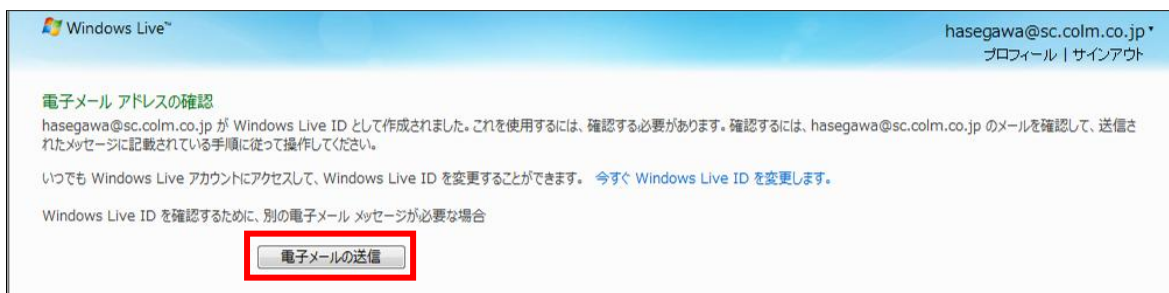 Windows Live™
hasegawa@sc.colm.co.jp
プロフィール | サインアウト
電子メール アドレスの確認
hasegawa@sc.colm.co.jp が Windows Live ID として作成されました。これを使用するには、確認する必要があります。確認するには、hasegawa@sc.colm.co.jp のメールを確認して、送信さ
れたメッセージに記載されている手順に従って操作してください。
いつでも Windows Live アカウントにアクセスして、Windows Live ID を変更することができます。 今すぐ Windows Live ID を変更します。
Windows Live ID を確認するために、別の電子メール メッセージが必要な場合
電子メールの送信